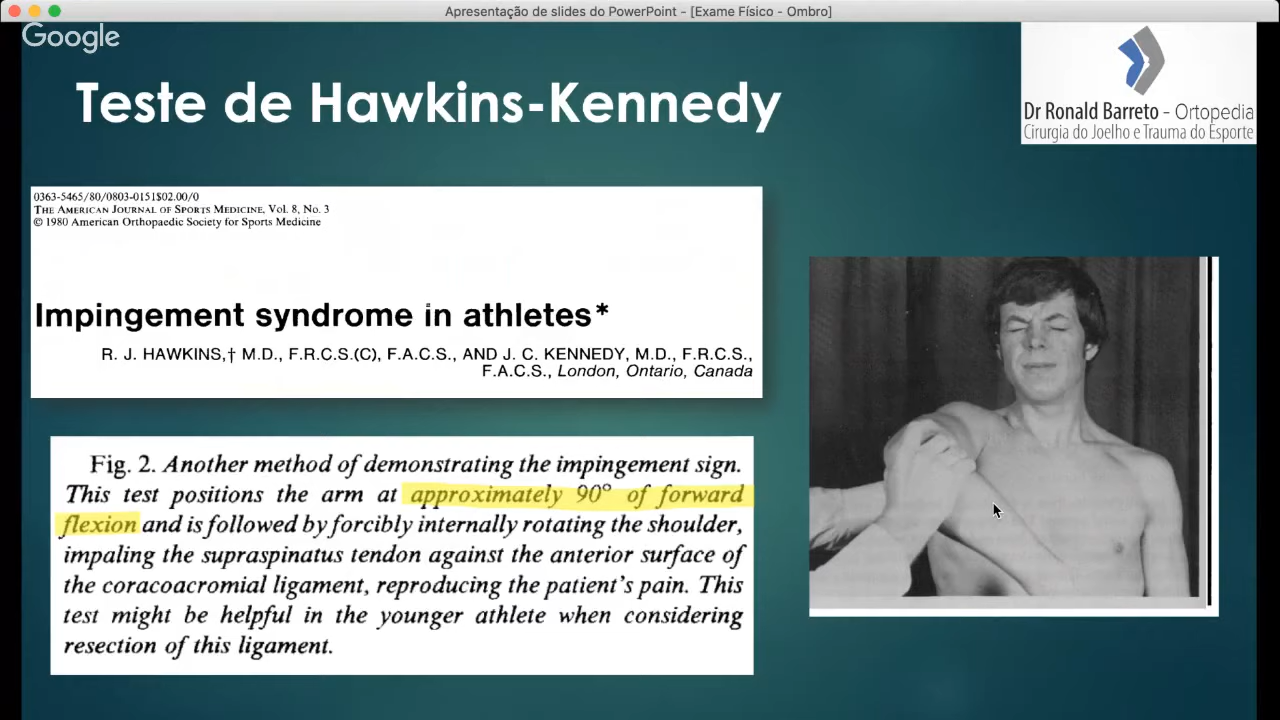 Apresentação de slides do PowerPoint - [Exame Físico - Ombro]
Google
Teste de Hawkins-Kennedy
Dr Ronald Barreto - Ortopedia
Cirurgia do Joelho e Trauma do Esporte
0363-5465/80/0803-0151$02.00/0
THE AMERICAN JOURNAL OF SPORTS MEDICINE, Vol. 8, No. 3
© 1980 American Orthopaedic Society for Sports Medicine
Impingement syndrome in athletes*
R. J. HAWKINS,† M.D., F.R.C.S.(C), F.A.C.S., AND J. C. KENNEDY, M.D., F.R.C.S.,
F.A.C.S., London, Ontario, Canada
Fig. 2. Another method of demonstrating the impingement sign.
This test positions the arm at approximately 90° of forward
flexion and is followed by forcibly internally rotating the shoulder,
impaling the supraspinatus tendon against the anterior surface of
the coracoacromial ligament, reproducing the patient's pain. This
test might be helpful in the younger athlete when considering
resection of this ligament.